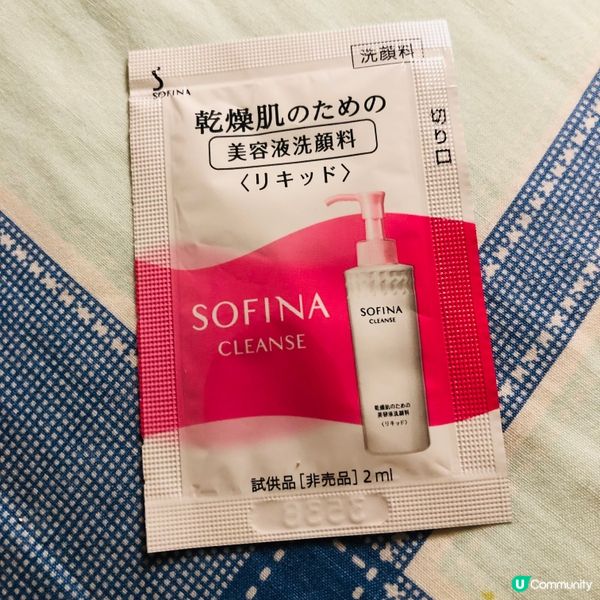 SOFINA
洗顔料
乾燥肌のための
美容液洗顔料
〈リキッド〉
切り口
SOFINA
CLEANSE
SOFINA
CLEANSE
乾燥肌のための
美容液洗顔料
〈リキッド〉
試供品[非売品]2ml
U Community